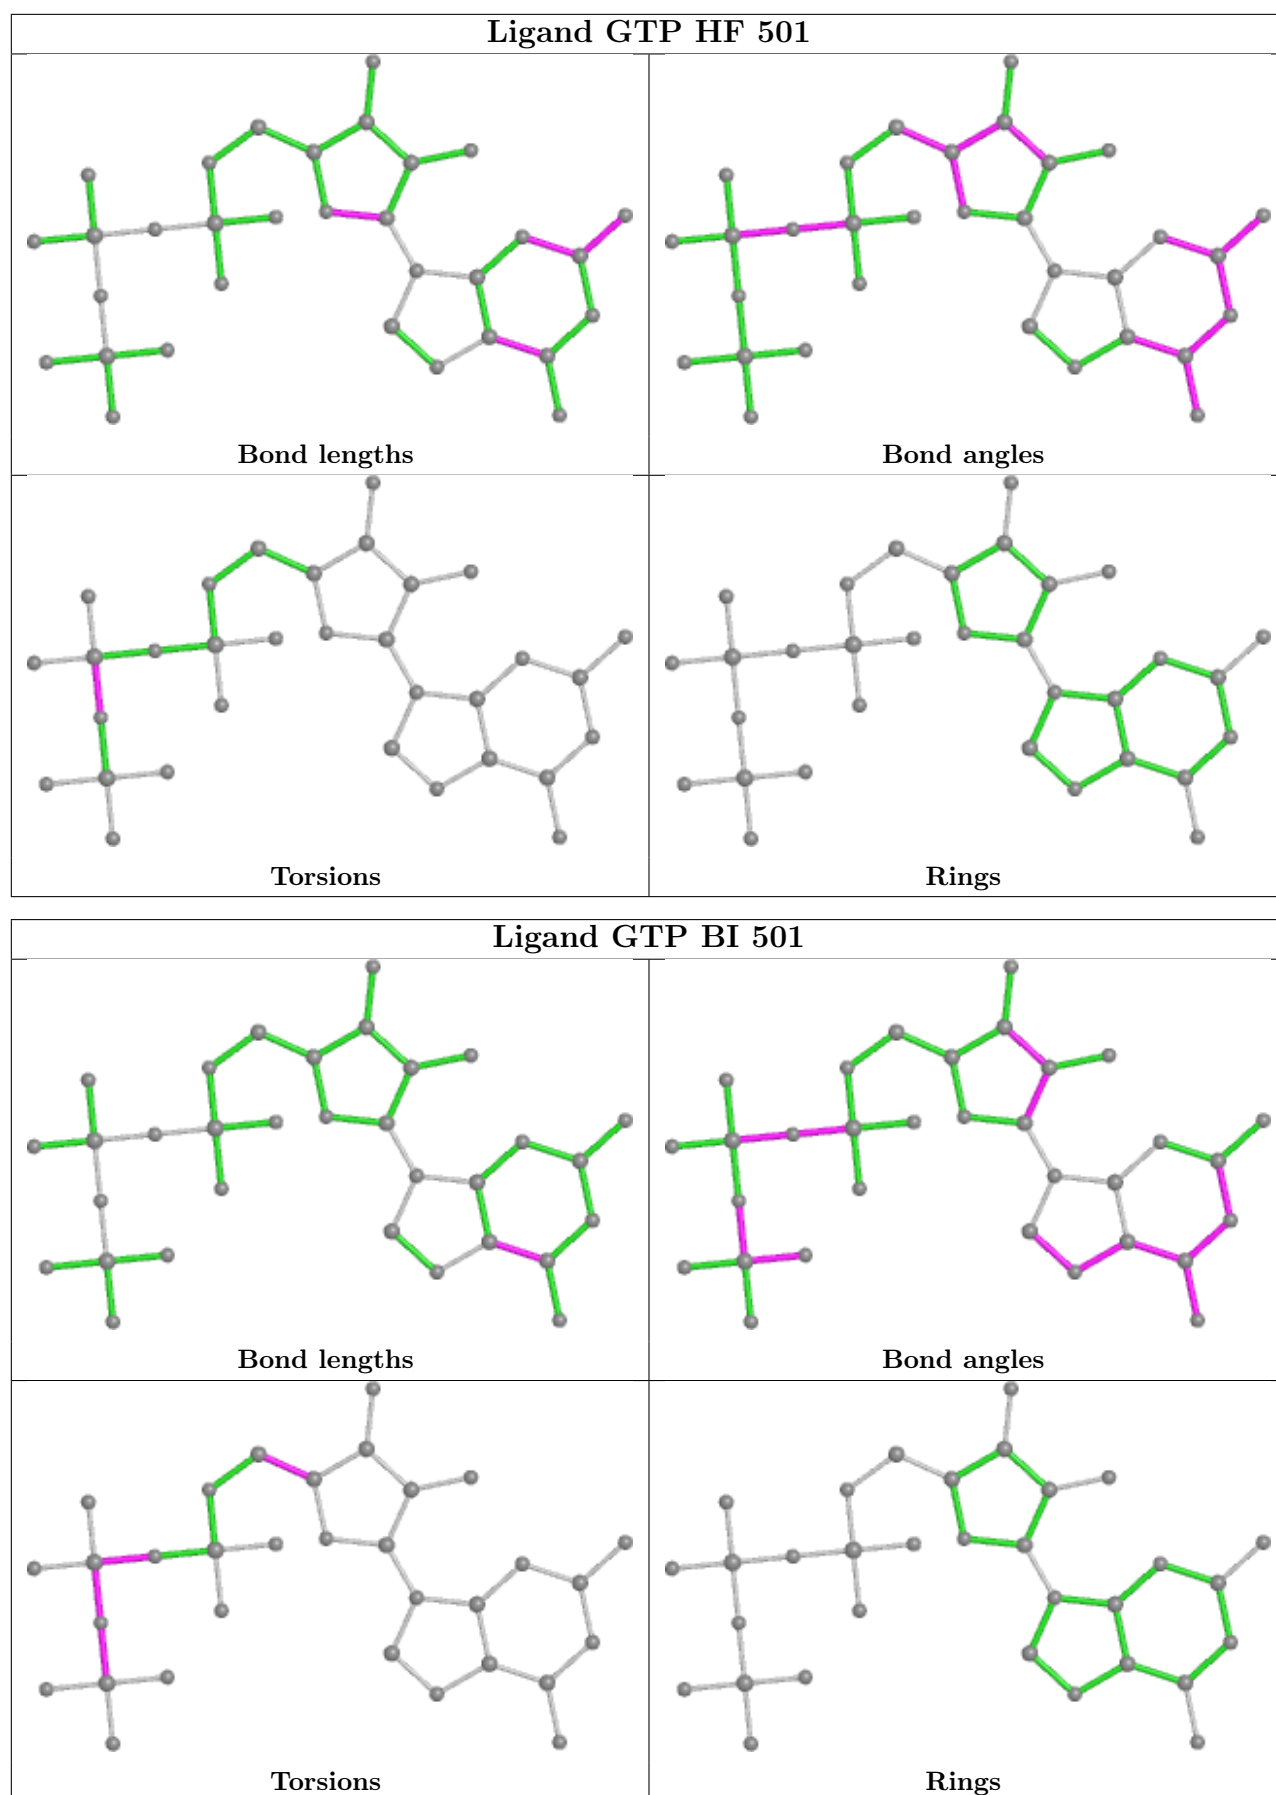 Ligand GTP HF 501
Bond lengths
Bond angles
Torsions
Rings
Ligand GTP BI 501
Bond lengths
Bond angles
Torsions
Rings